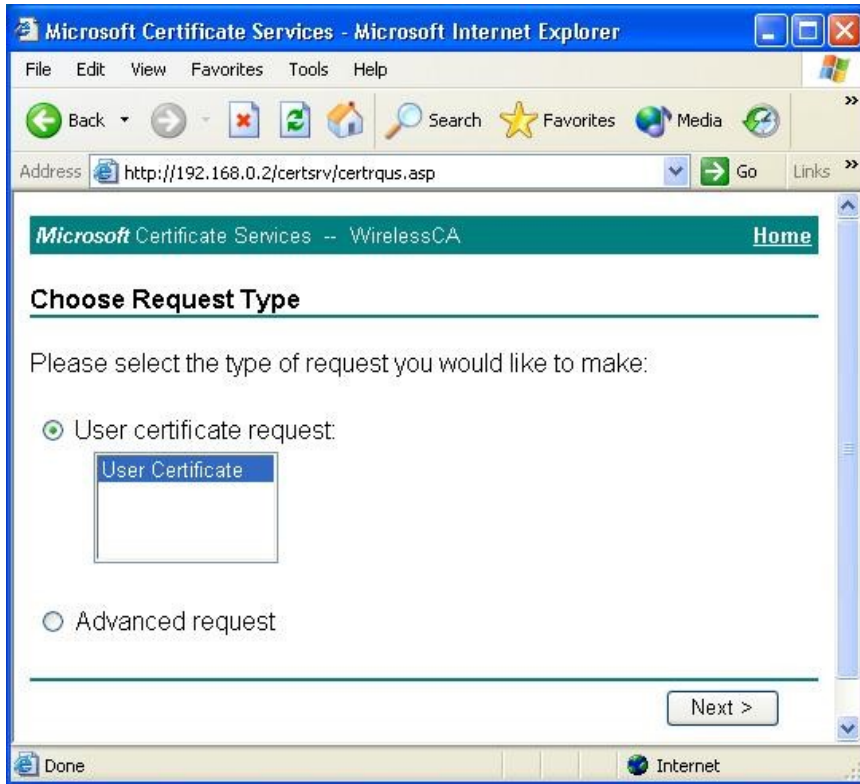 Microsoft Certificate Services - Microsoft Internet Explorer
File Edit View Favorites Tools Help
Back Search Favorites Media »
Address http://192.168.0.2/certsrv/certrqus.asp Go Links »
Microsoft Certificate Services -- WirelessCA Home
Choose Request Type
Please select the type of request you would like to make:
User certificate request:
User Certificate
Advanced request
Next >
Done Internet